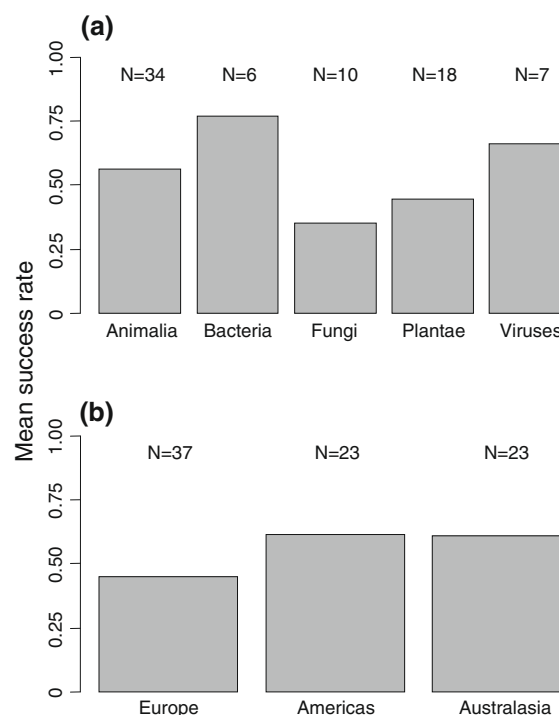 (a)
Mean success rate
1.00
0.75
0.50
0.25
0
N=34 N=6 N=10 N=18 N=7
Animalia Bacteria Fungi Plantae Viruses
(b)
1.00
0.75
0.50
0.25
0
N=37 N=23 N=23
Europe Americas Australasia